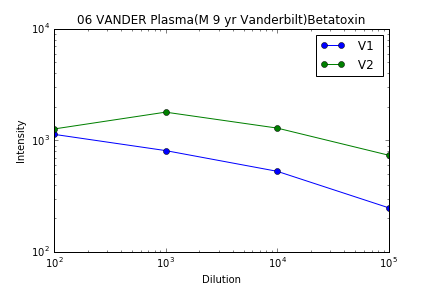 06 VANDER Plasma(M 9 yr Vanderbilt)Betatoxin
10^4
10^3
10^2
Intensity
V1
V2
10^2 10^3 10^4 10^5
Dilution